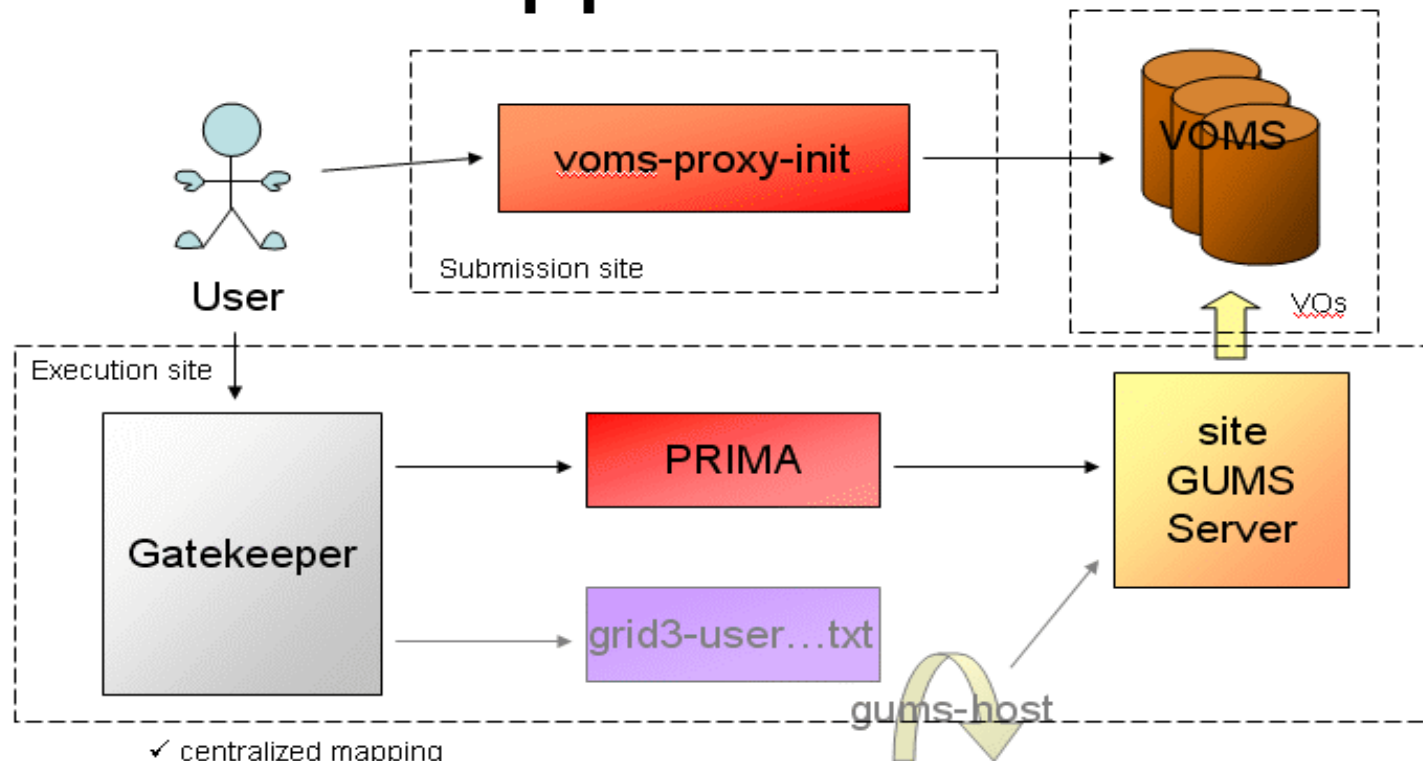 voms-proxy-init
VOMS
Submission site
User
VOs
Execution site
site
GUMS
Server
PRIMA
Gatekeeper
grid3-user...txt
gums-host
✓ centralized mapping